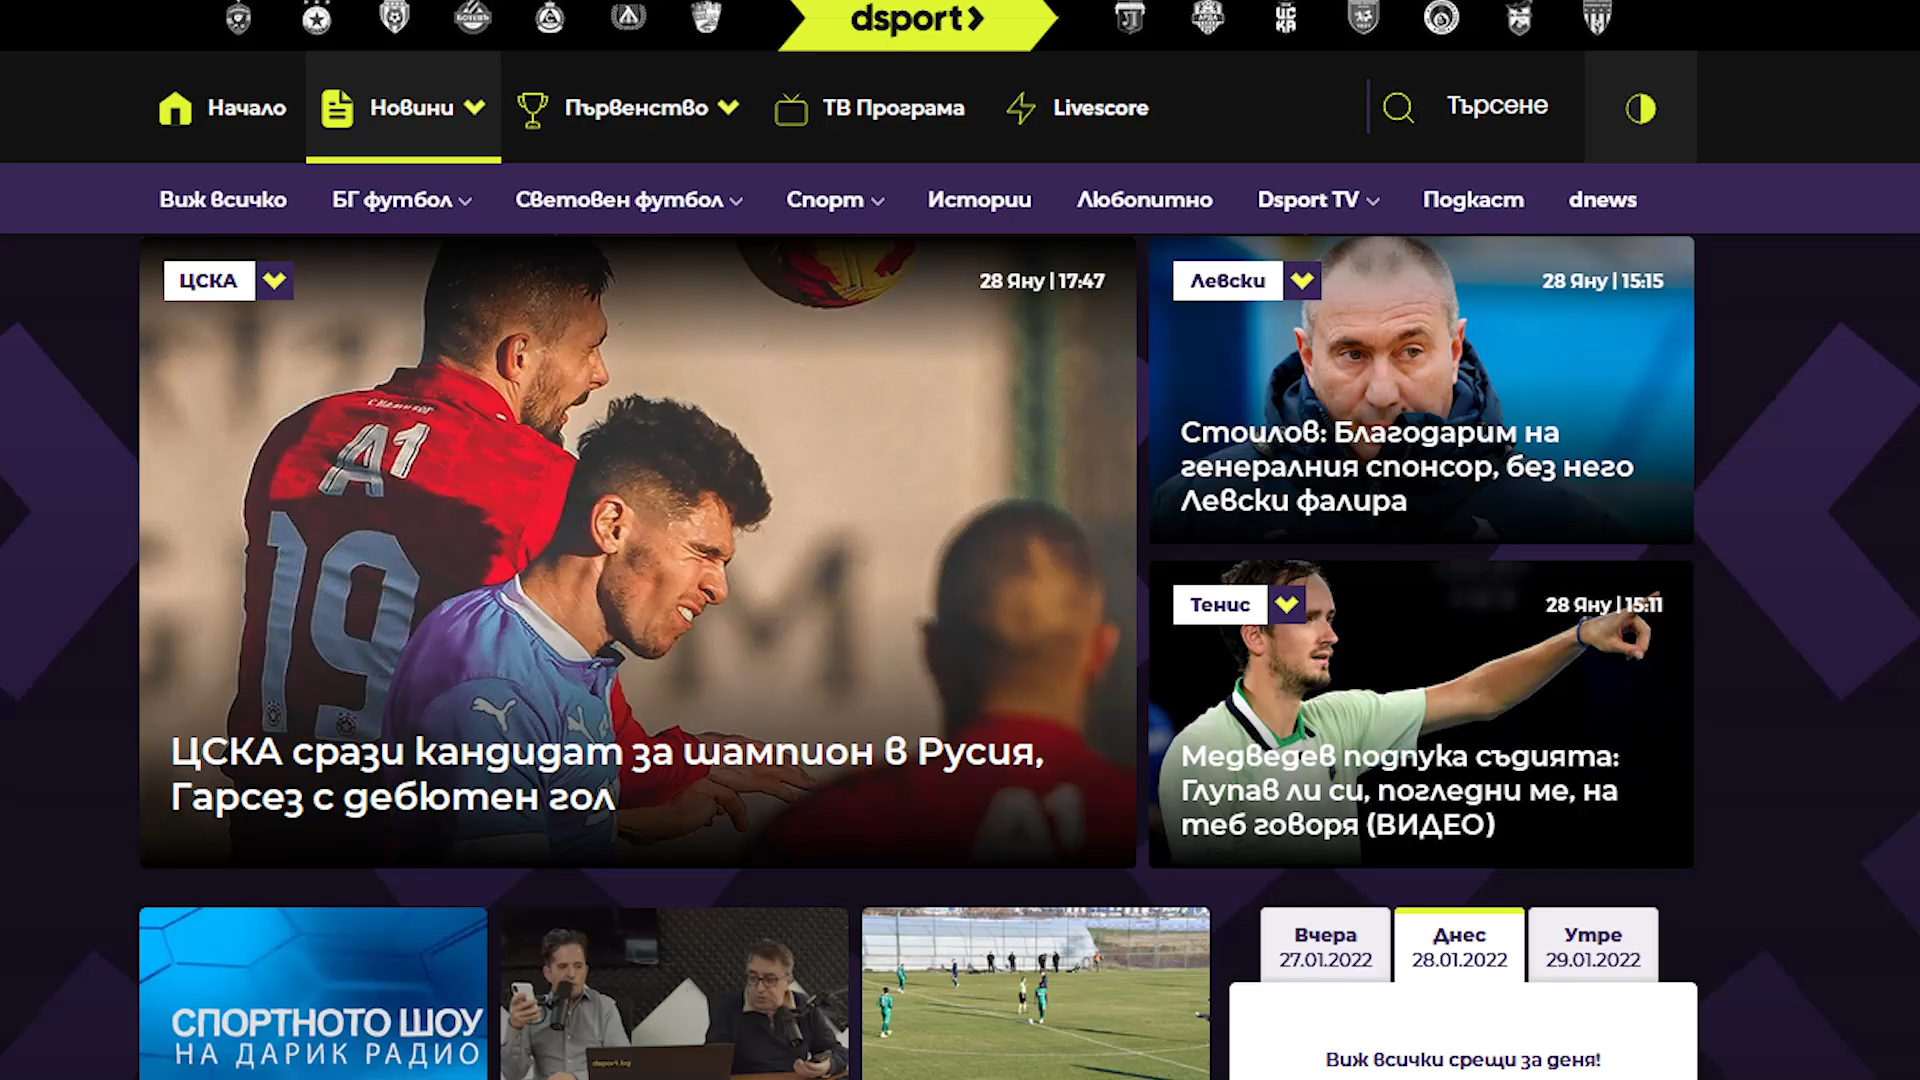 dsport
Начало
Новини
Първенство
ТВ Програма
Livescore
Търсене
Виж всичко
БГ футбол
Световен футбол
Спорт
Истории
Любопитно
Dsport TV
Подкаст
dnews
ЦСКА
28 Яну | 17:47
A1
19
ЦСКА срази кандидат за шампион в Русия,
Гарсез с дебютен гол
Левски
28 Яну | 15:15
Стоилов: Благодарим на
генералния спонсор, без него
Левски фалира
Тенис
28 Яну | 15:11
Медведев подпука съдията:
Глупав ли си, погледни ме, на
теб говоря (ВИДЕО)
СПОРТНОТО ШОУ
НА ДАРИК РАДИО
dsport.bg
Вчера
27.01.2022
Днес
28.01.2022
Утре
29.01.2022
Виж всички срещи за деня!